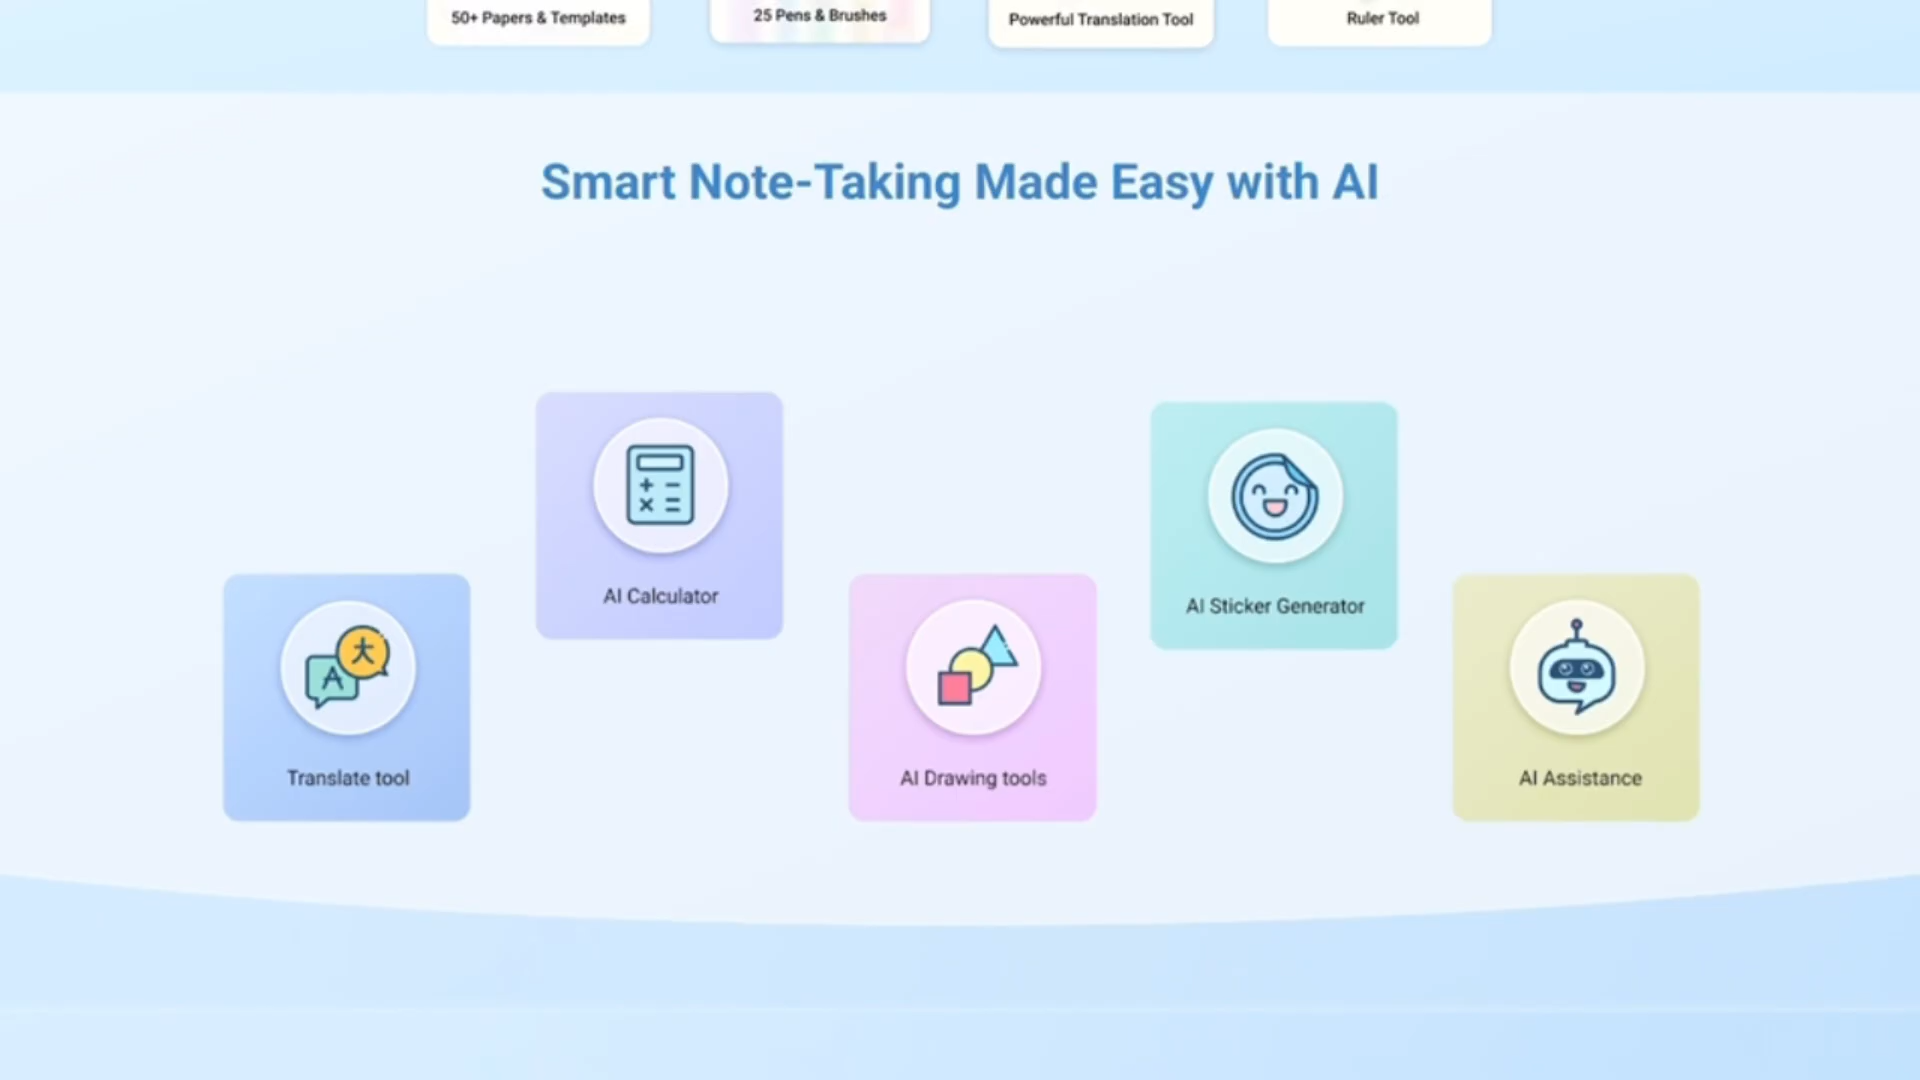 50+ Papers & Templates
25 Pens & Brushes
Powerful Translation Tool
Ruler Tool
Smart Note-Taking Made Easy with AI
AI Calculator
AI Sticker Generator
A 大
Translate tool
AI Drawing tools
AI Assistance